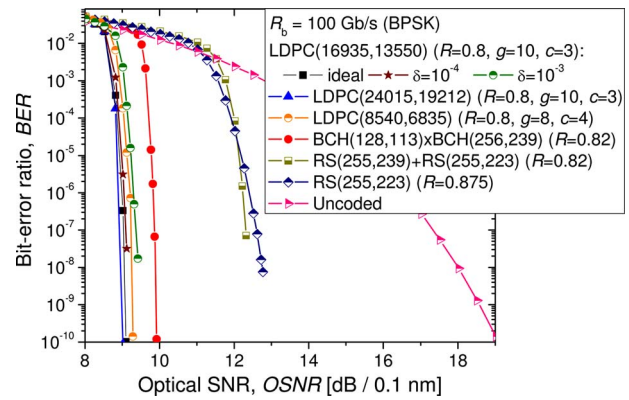 R_b = 100 Gb/s (BPSK)
LDPC(16935,13550) (R=0.8, g=10, c=3):
ideal δ=10^-4 δ=10^-3
LDPC(24015,19212) (R=0.8, g=10, c=3)
LDPC(8540,6835) (R=0.8, g=8, c=4)
BCH(128,113)xBCH(256,239) (R=0.82)
RS(255,239)+RS(255,223) (R=0.82)
RS(255,223) (R=0.875)
Uncoded
Bit-error ratio, BER
10^-2
10^-3
10^-4
10^-5
10^-6
10^-7
10^-8
10^-9
10^-10
8 10 12 14 16 18
Optical SNR, OSNR [dB / 0.1 nm]